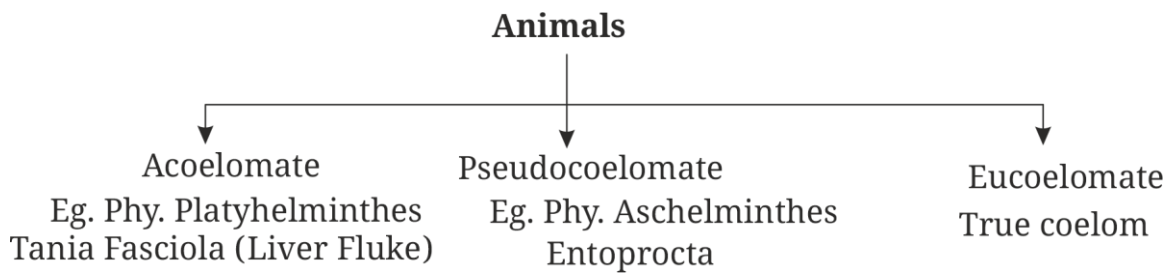 Animals
Acoelomate
Eg. Phy. Platyhelminthes
Tania Fasciola (Liver Fluke)
Pseudocoelomate
Eg. Phy. Aschelminthes
Entoprocta
Eucoelomate
True coelom